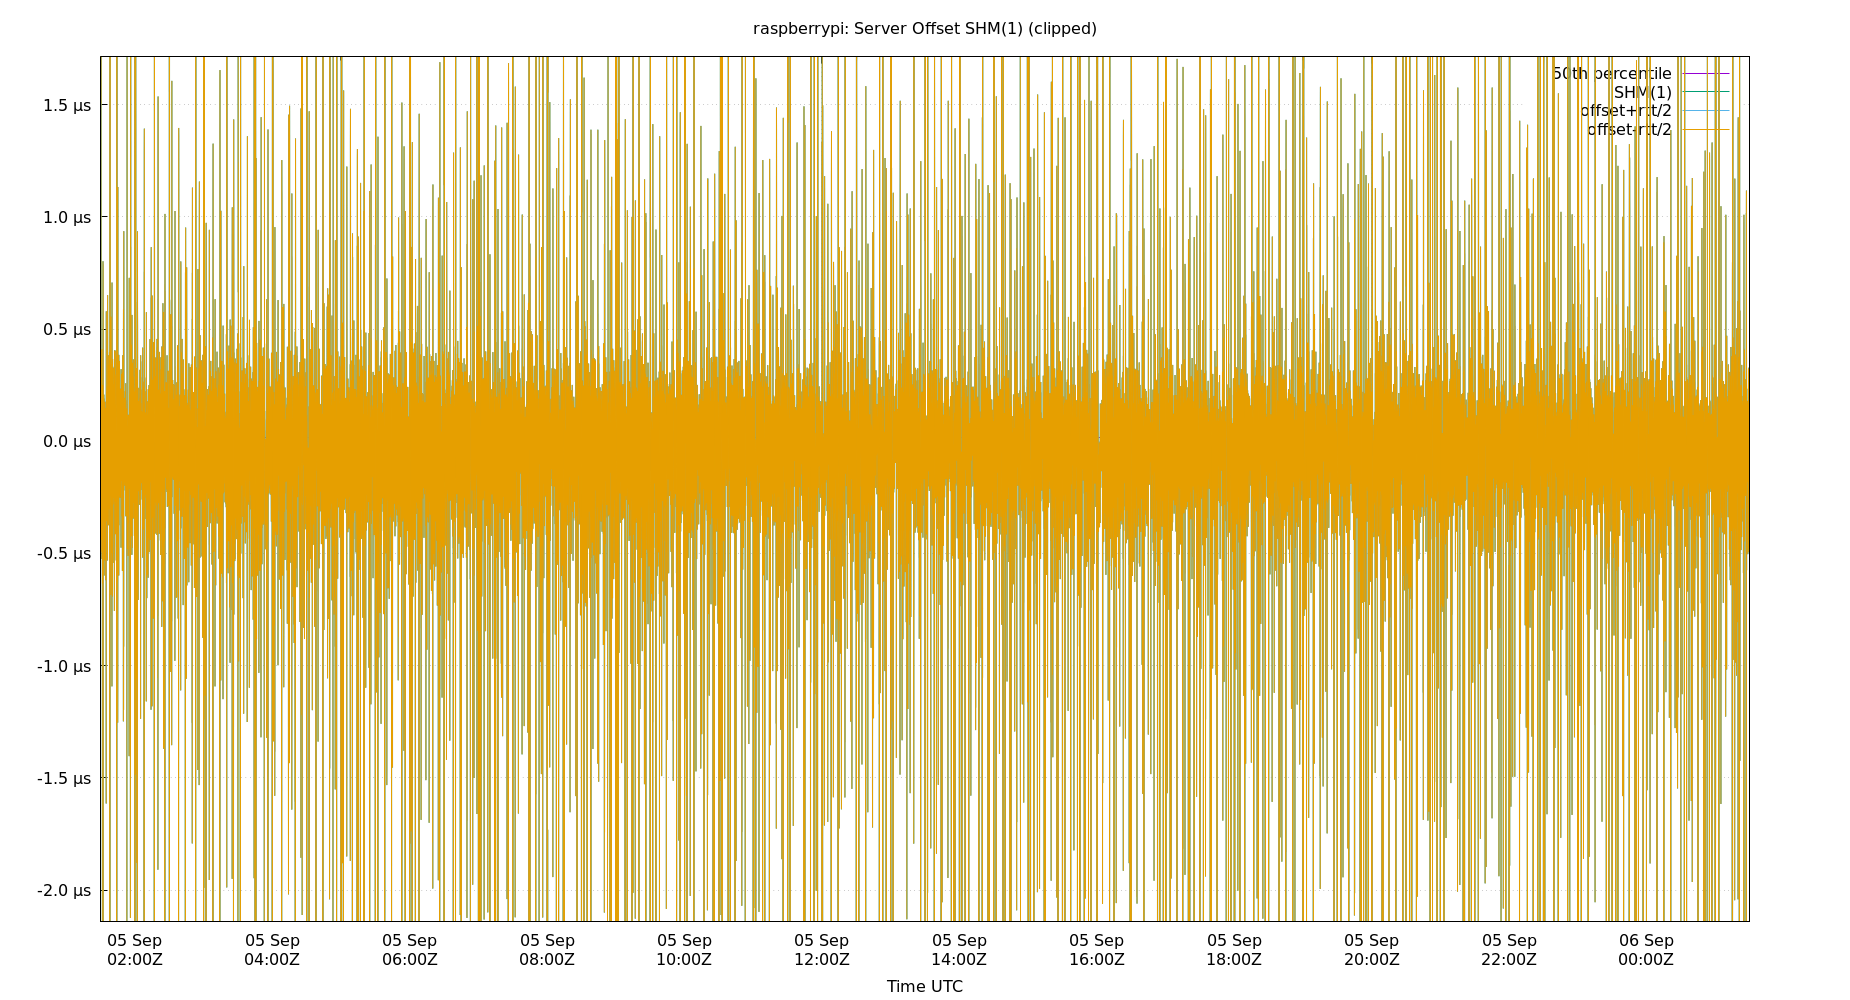 raspberrypi: Server Offset SHM(1) (clipped)
50th percentile
SHM(1)
offset+rtt/2
offset-rtt/2
1.5 µs
1.0 µs
0.5 µs
0.0 µs
-0.5 µs
-1.0 µs
-1.5 µs
-2.0 µs
05 Sep 05 Sep 05 Sep 05 Sep 05 Sep 05 Sep 05 Sep 05 Sep 05 Sep 05 Sep 05 Sep 06 Sep
02:00Z 04:00Z 06:00Z 08:00Z 10:00Z 12:00Z 14:00Z 16:00Z 18:00Z 20:00Z 22:00Z 00:00Z
Time UTC